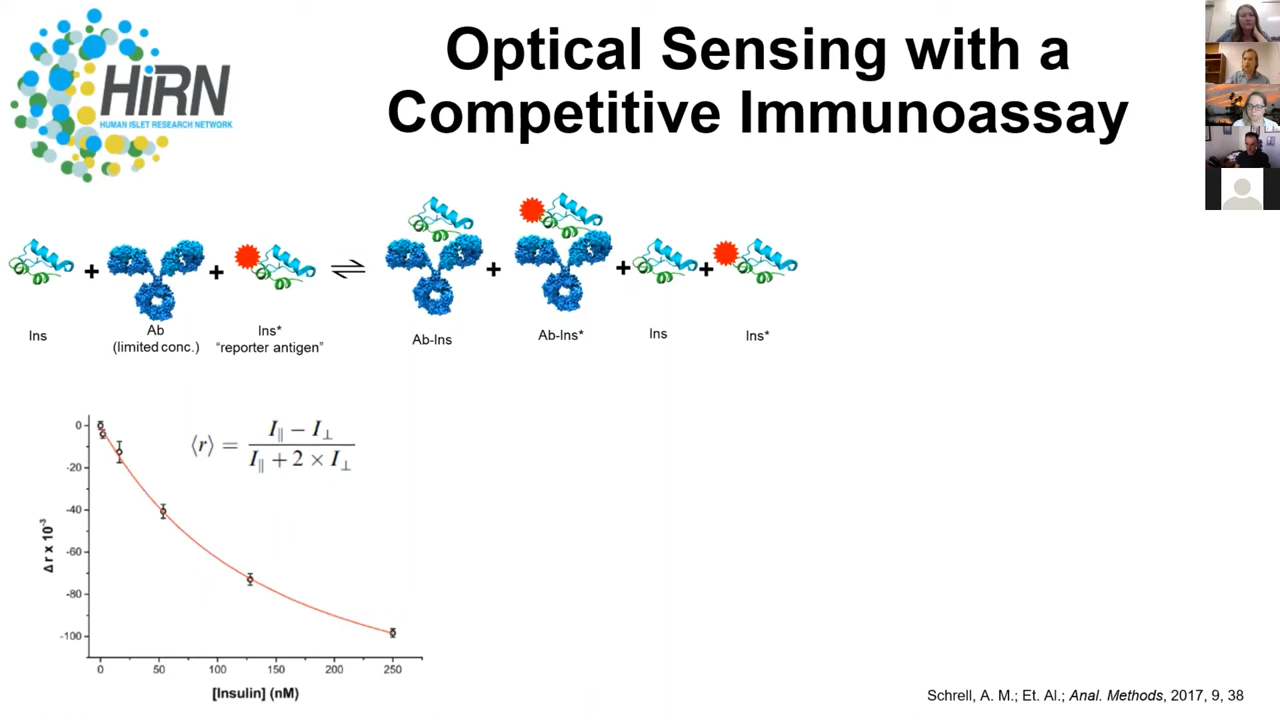 HiRN
HUMAN ISLET RESEARCH NETWORK
Optical Sensing with a
Competitive Immunoassay
Ins + Ab + Ins* ⇌ Ab-Ins + Ab-Ins* + Ins + Ins*
(limited conc.) "reporter antigen"
⟨r⟩ = (I∥ − I⊥) / (I∥ + 2 × I⊥)
0
-20
-40
-60
-80
-100
Δ r x 10⁻³
0 50 100 150 200 250
[Insulin] (nM)
Schrell, A. M.; Et. Al.; Anal. Methods, 2017, 9, 38